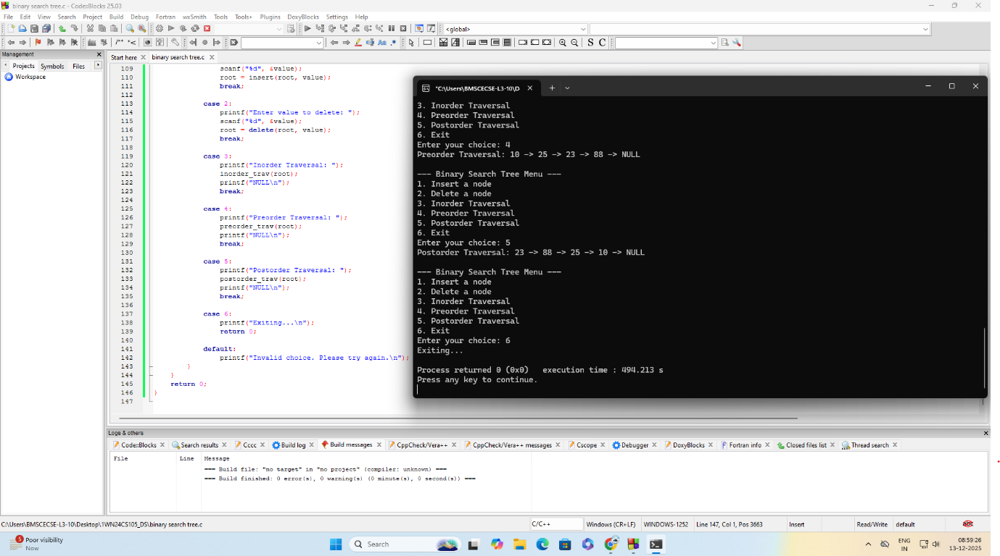 binary search tree.c - Code::Blocks 25.03
File Edit View Search Project Build Debug Fortran wxSmith Tools Tools+ Plugins DoxyBlocks Settings Help
<global>
Management
Projects Symbols Files
Workspace
Start here binary search tree.c
109 scanf("%d", &value);
110 root = insert(root, value);
111 break;
112
113 case 2:
114 printf("Enter value to delete: ");
115 scanf("%d", &value);
116 root = delete(root, value);
117 break;
118
119 case 3:
120 printf("Inorder Traversal: ");
121 inorder_trav(root);
122 printf("NULL\n");
123 break;
124
125 case 4:
126 printf("Preorder Traversal: ");
127 preorder_trav(root);
128 printf("NULL\n");
129 break;
130
131 case 5:
132 printf("Postorder Traversal: ");
133 postorder_trav(root);
134 printf("NULL\n");
135 break;
136
137 case 6:
138 printf("Exiting...\n");
139 return 0;
140
141 default:
142 printf("Invalid choice. Please try again.\n");
143 }
144 }
145 return 0;
146 }
147
"C:\Users\BMSCECSE-L3-10\D
3. Inorder Traversal
4. Preorder Traversal
5. Postorder Traversal
6. Exit
Enter your choice: 4
Preorder Traversal: 10 -> 25 -> 23 -> 88 -> NULL
--- Binary Search Tree Menu ---
1. Insert a node
2. Delete a node
3. Inorder Traversal
4. Preorder Traversal
5. Postorder Traversal
6. Exit
Enter your choice: 5
Postorder Traversal: 23 -> 88 -> 25 -> 10 -> NULL
--- Binary Search Tree Menu ---
1. Insert a node
2. Delete a node
3. Inorder Traversal
4. Preorder Traversal
5. Postorder Traversal
6. Exit
Enter your choice: 6
Exiting...
Process returned 0 (0x0) execution time : 494.213 s
Press any key to continue.
Logs & others
Code::Blocks Search results Cccc Build log Build messages CppCheck/Vera++ CppCheck/Vera++ messages Cscope Debugger DoxyBlocks Fortran info Closed files list Thread search
File Line Message
=== Build file: "no target" in "no project" (compiler: unknown) ===
=== Build finished: 0 error(s), 0 warning(s) (0 minute(s), 0 second(s)) ===
C:\Users\BMSCECSE-L3-10\Desktop\1WN24CS105_DS\binary search tree.c C/C++ Windows (CR+LF) WINDOWS-1252 Line 147, Col 1, Pos 3663 Insert Read/Write default
5 Poor visibility
Now
Search
ENG
IN
08:59:26
13-12-2025